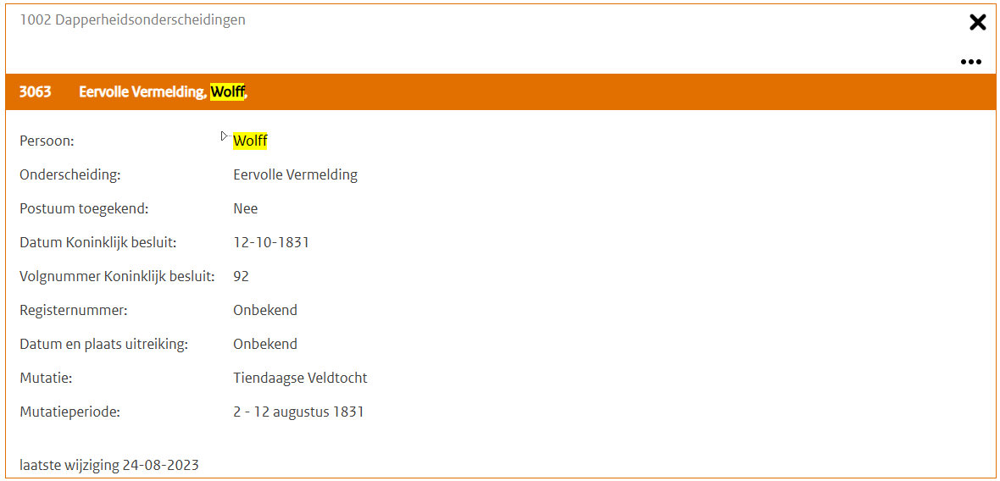 1002 Dapperheidsonderscheidingen
3063 Eervolle Vermelding, Wolff,
Persoon: Wolff
Onderscheiding: Eervolle Vermelding
Postuum toegekend: Nee
Datum Koninklijk besluit: 12-10-1831
Volgnummer Koninklijk besluit: 92
Registernummer: Onbekend
Datum en plaats uitreiking: Onbekend
Mutatie: Tiendaagse Veldtocht
Mutatieperiode: 2 - 12 augustus 1831
laatste wijziging 24-08-2023